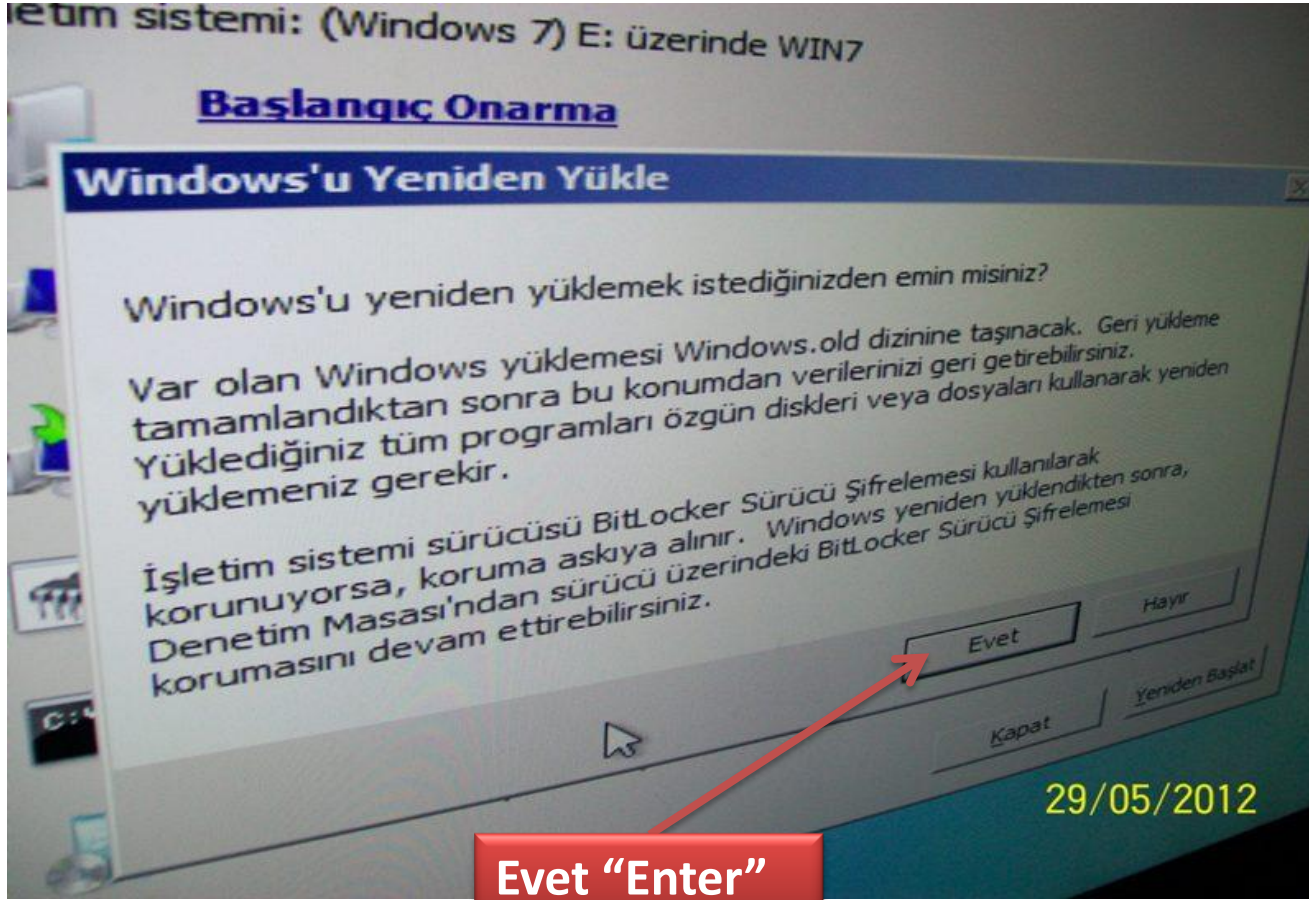 letim sistemi: (Windows 7) E: üzerinde WIN7
Başlangıç Onarma
Windows'u Yeniden Yükle
Windows'u yeniden yüklemek istediğinizden emin misiniz?
Var olan Windows yüklemesi Windows.old dizinine taşınacak. Geri yükleme
tamamlandıktan sonra bu konumdan verilerinizi geri getirebilirsiniz.
Yüklediğiniz tüm programları özgün diskleri veya dosyaları kullanarak yeniden
yüklemeniz gerekir.
İşletim sistemi sürücüsü BitLocker Sürücü Şifrelemesi kullanılarak
korunuyorsa, koruma askıya alınır. Windows yeniden yüklendikten sonra,
Denetim Masası'ndan sürücü üzerindeki BitLocker Sürücü Şifrelemesi
korumasını devam ettirebilirsiniz.
Evet
Hayır
C:\
Kapat
Yeniden Başlat
29/05/2012
Evet “Enter”